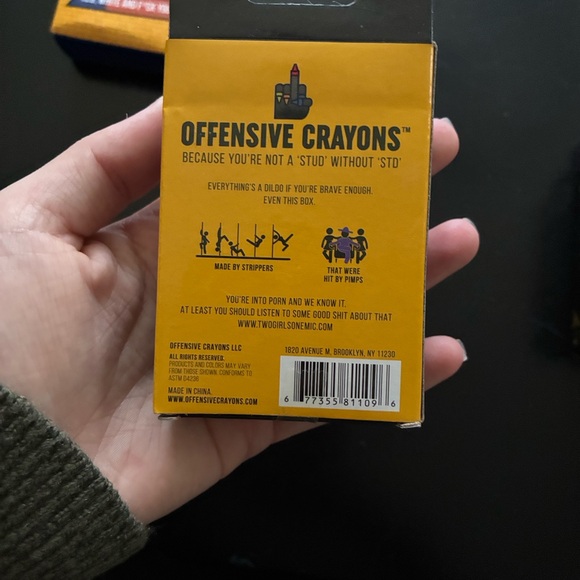 WHITE AND F*CK YOU
OFFENSIVE CRAYONS™
BECAUSE YOU'RE NOT A 'STUD' WITHOUT 'STD'
EVERYTHING'S A DILDO IF YOU'RE BRAVE ENOUGH.
EVEN THIS BOX.
MADE BY STRIPPERS
THAT WERE
HIT BY PIMPS
YOU'RE INTO PORN AND WE KNOW IT.
AT LEAST YOU SHOULD LISTEN TO SOME GOOD SHIT ABOUT THAT
WWW.TWOGIRLSONEMIC.COM
OFFENSIVE CRAYONS LLC
ALL RIGHTS RESERVED.
PRODUCTS AND COLORS MAY VARY
FROM THOSE SHOWN. CONFORMS TO
ASTM D4236
MADE IN CHINA.
WWW.OFFENSIVECRAYONS.COM
1820 AVENUE M, BROOKLYN, NY 11230
6 77355 81109 6